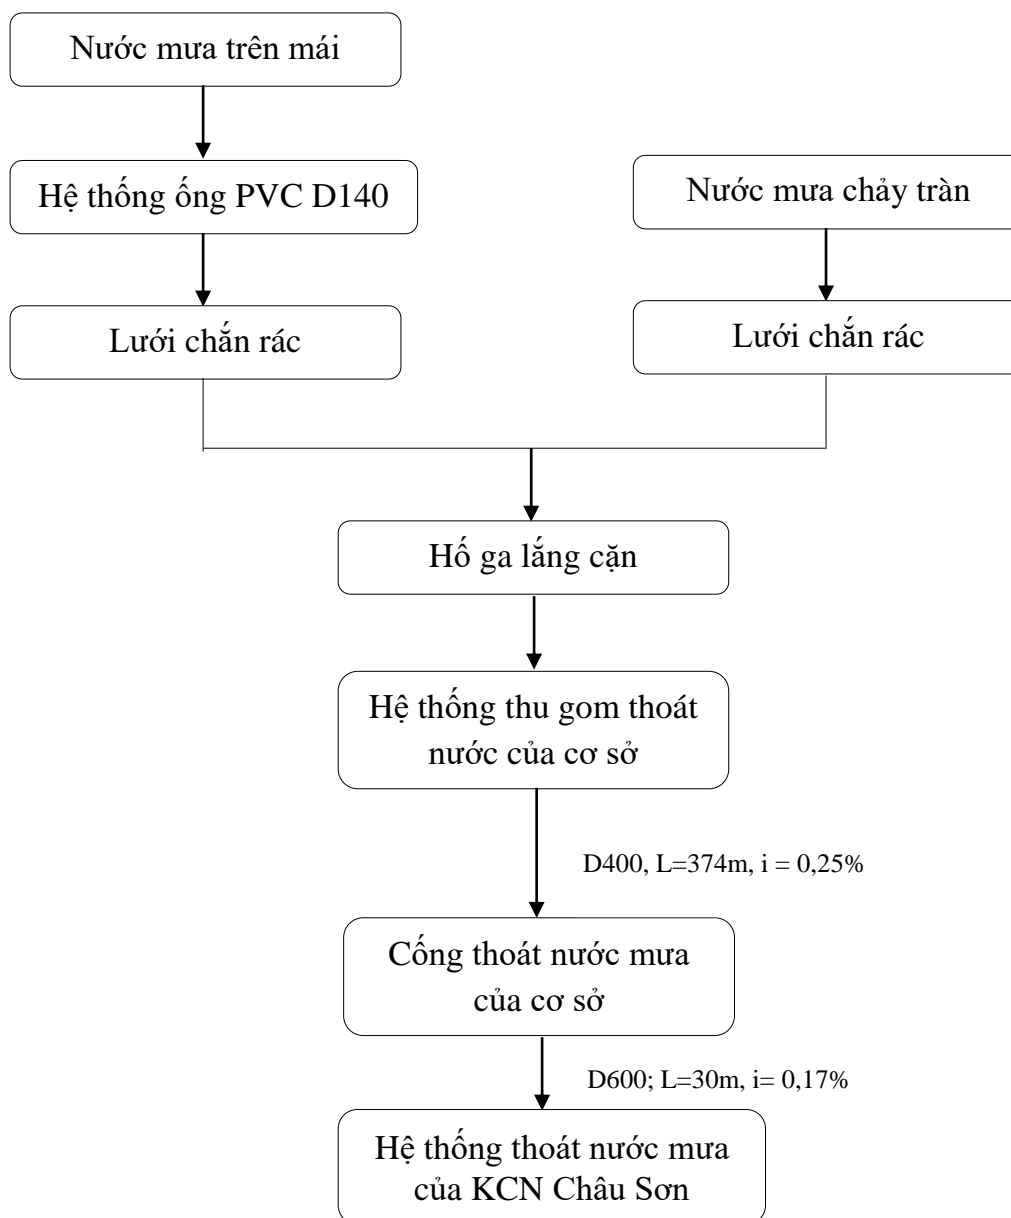 Nước mưa trên mái
Hệ thống ống PVC D140
Nước mưa chảy tràn
Lưới chắn rác
Lưới chắn rác
Hố ga lắng cặn
Hệ thống thu gom thoát
nước của cơ sở
D400, L=374m, i = 0,25%
Cống thoát nước mưa
của cơ sở
D600; L=30m, i= 0,17%
Hệ thống thoát nước mưa
của KCN Châu Sơn